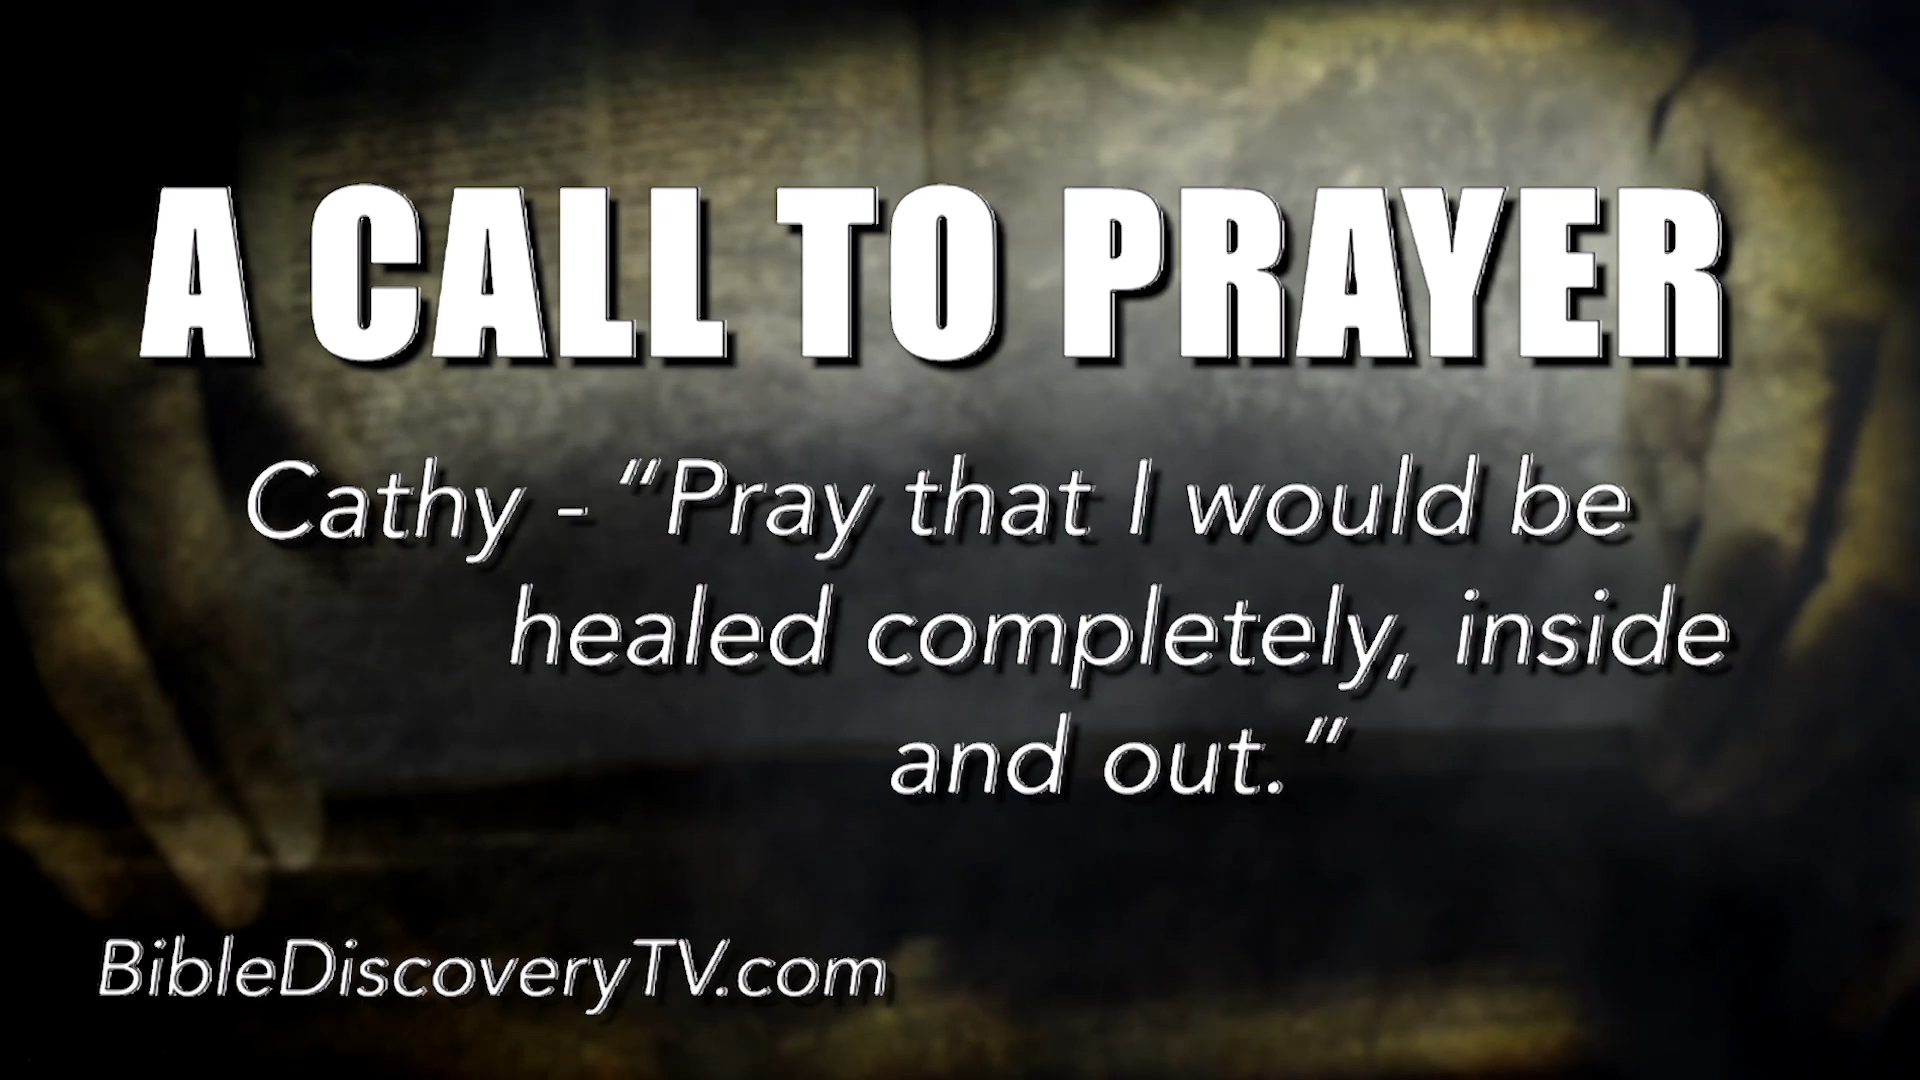 A CALL TO PRAYER
Cathy - “Pray that I would be
healed completely, inside
and out.”
BibleDiscoveryTV.com